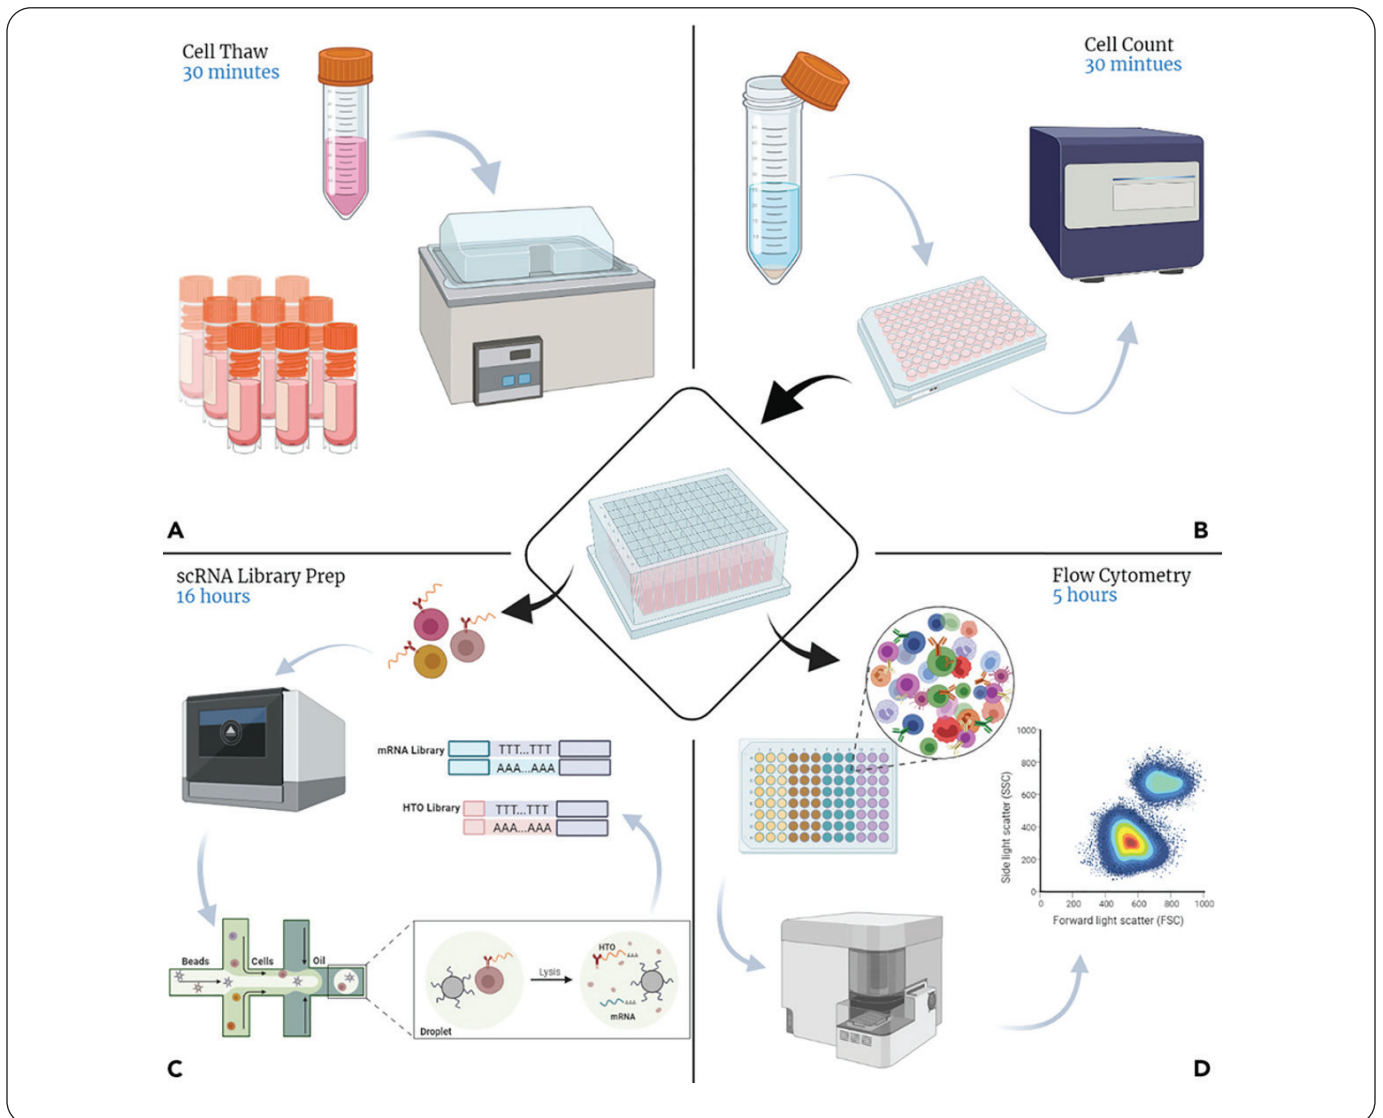 Cell Thaw
30 minutes
Cell Count
30 mintues
A
B
scRNA Library Prep
16 hours
Flow Cytometry
5 hours
mRNA Library
TTT...TTT
AAA...AAA
HTO Library
TTT...TTT
AAA...AAA
Side light scatter (SSC)
1000
800
600
400
200
0
0 200 400 600 800 1000
Forward light scatter (FSC)
Beads
Cells
Oil
Droplet
Lysis
HTO
AAA
AAA
mRNA
C
D